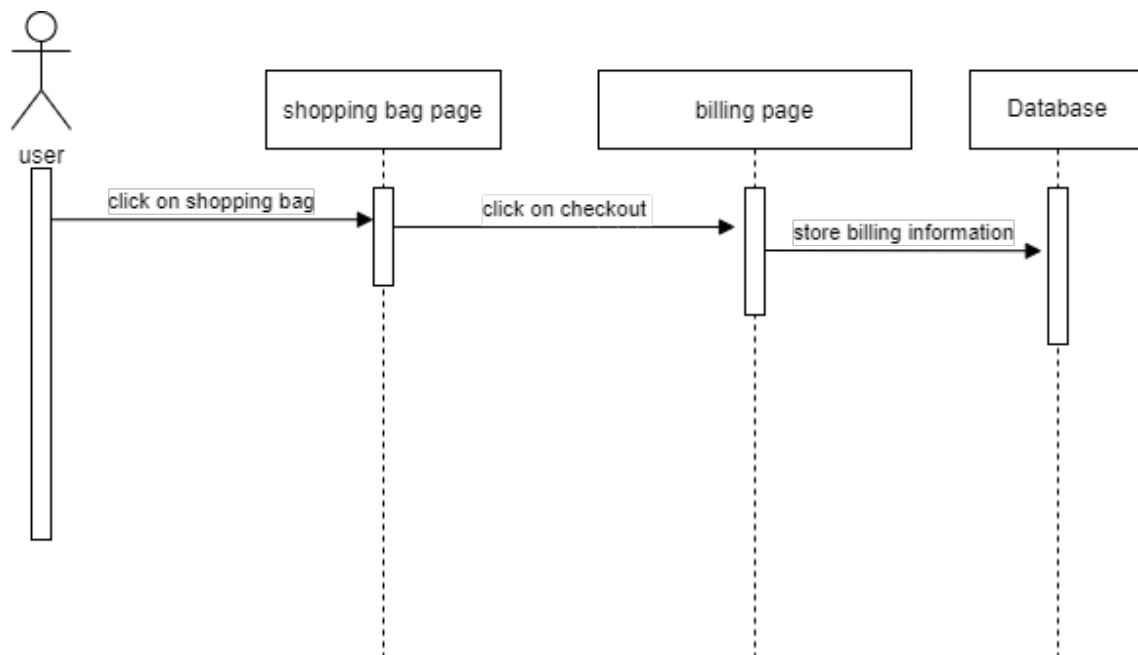 user
shopping bag page
billing page
Database
click on shopping bag
click on checkout
store billing information